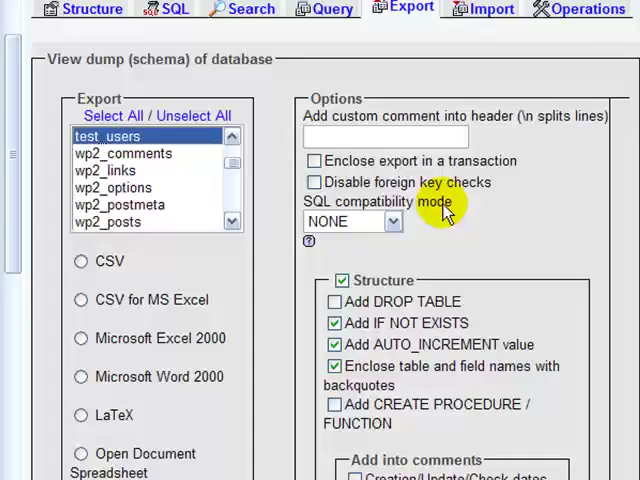 Structure SQL Search Query Export Import Operations
View dump (schema) of database
Export
Select All / Unselect All
test_users
wp2_comments
wp2_links
wp2_options
wp2_postmeta
wp2_posts
CSV
CSV for MS Excel
Microsoft Excel 2000
Microsoft Word 2000
LaTeX
Open Document
Spreadsheet
Options
Add custom comment into header (\n splits lines)
Enclose export in a transaction
Disable foreign key checks
SQL compatibility mode
NONE
?
Structure
Add DROP TABLE
Add IF NOT EXISTS
Add AUTO_INCREMENT value
Enclose table and field names with
backquotes
Add CREATE PROCEDURE /
FUNCTION
Add into comments
Creation/Update/Check dates